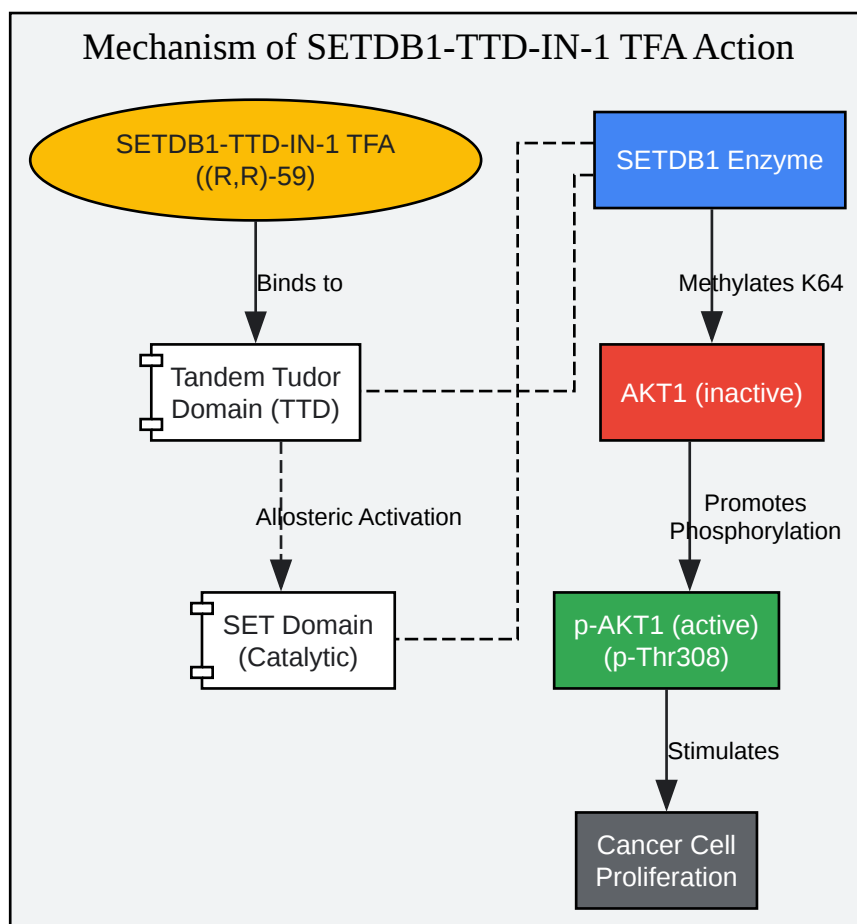 Mechanism of SETDB1-TTD-IN-1 TFA Action
SETDB1-TTD-IN-1 TFA
((R,R)-59)
SETDB1 Enzyme
Binds to
Methylates K64
Tandem Tudor
Domain (TTD)
AKT1 (inactive)
Allosteric Activation
Promotes
Phosphorylation
SET Domain
(Catalytic)
p-AKT1 (active)
(p-Thr308)
Stimulates
Cancer Cell
Proliferation